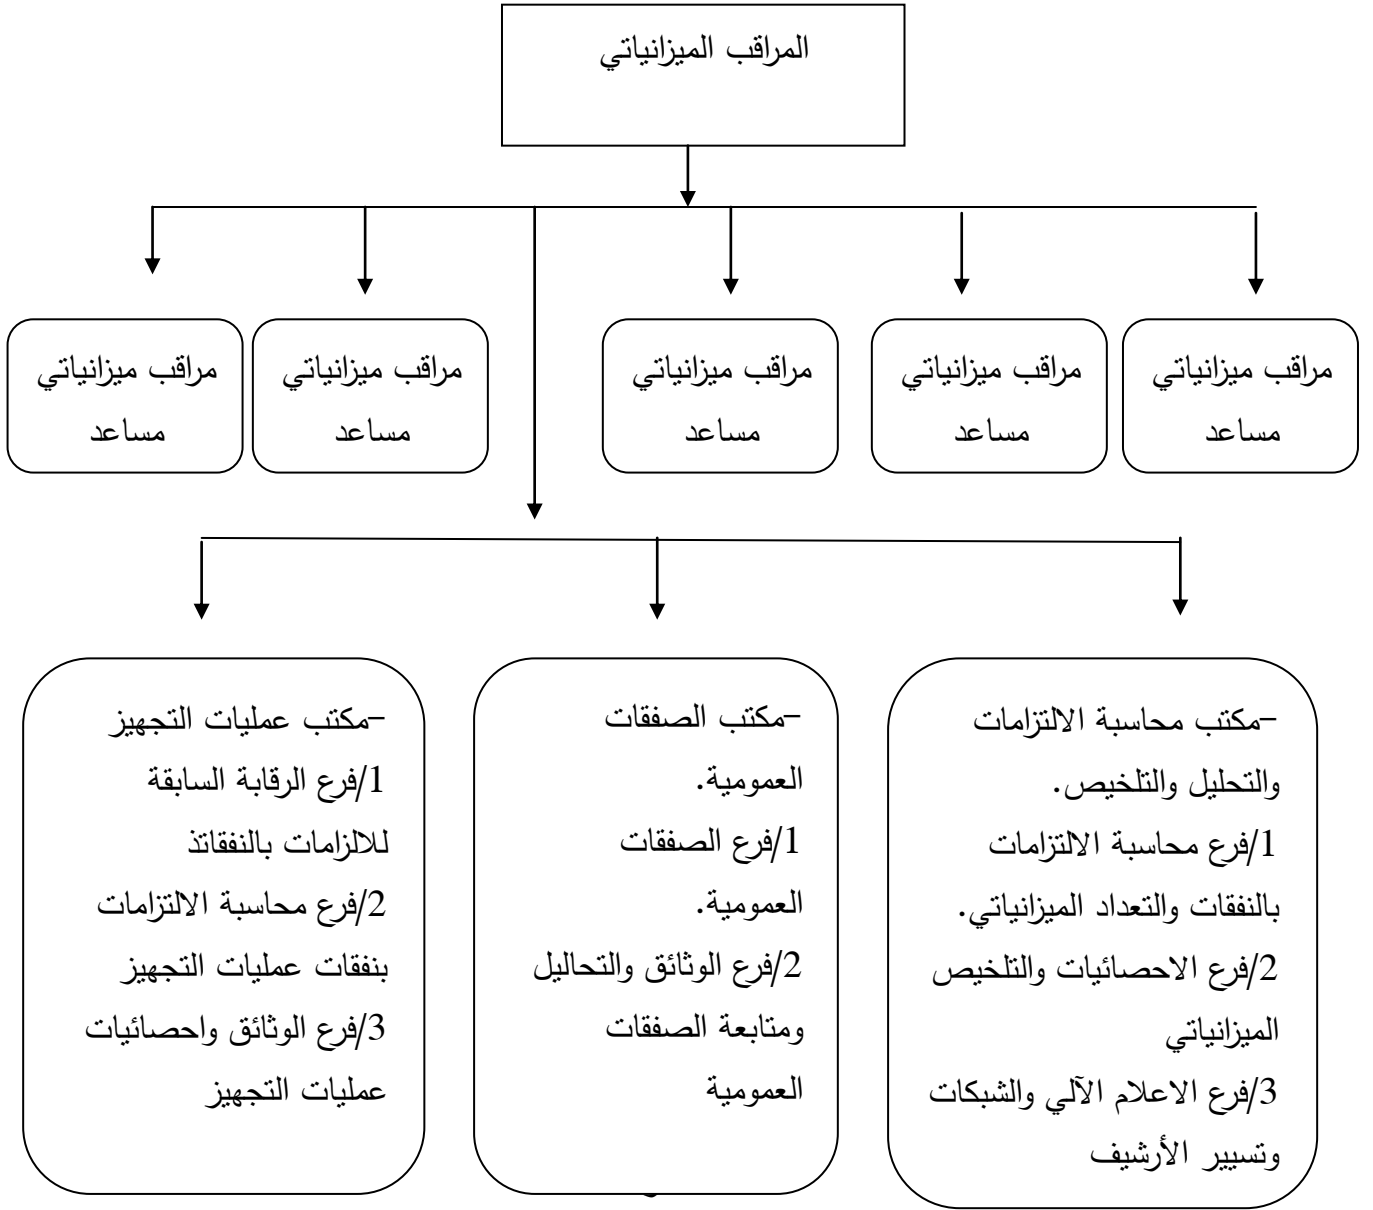 المراقب الميزانياتي
مراقب ميزانياتي
مساعد
مراقب ميزانياتي
مساعد
مراقب ميزانياتي
مساعد
مراقب ميزانياتي
مساعد
مراقب ميزانياتي
مساعد
-مكتب محاسبة الالتزامات
والتحليل والتلخيص.
1/فرع محاسبة الالتزامات
بالنفقات والتعداد الميزانياتي.
2/فرع الاحصائيات والتلخيص
الميزانياتي
3/فرع الاعلام الآلي والشبكات
وتسيير الأرشيف
-مكتب الصفقات
العمومية.
1/فرع الصفقات
العمومية.
2/فرع الوثائق والتحاليل
ومتابعة الصفقات
العمومية
-مكتب عمليات التجهيز
1/فرع الرقابة السابقة
للالزامات بالنفقاتذ
2/فرع محاسبة الالتزامات
بنفقات عمليات التجهيز
3/فرع الوثائق واحصائيات
عمليات التجهيز